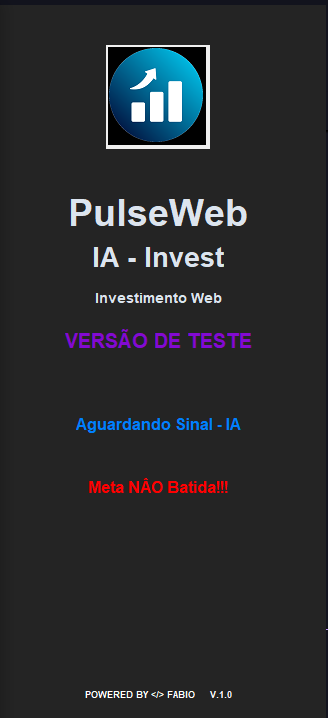 PulseWeb
IA - Invest
Investimento Web
VERSÃO DE TESTE
Aguardando Sinal - IA
Meta NÃO Batida!!!
POWERED BY </> FABIO V.1.0